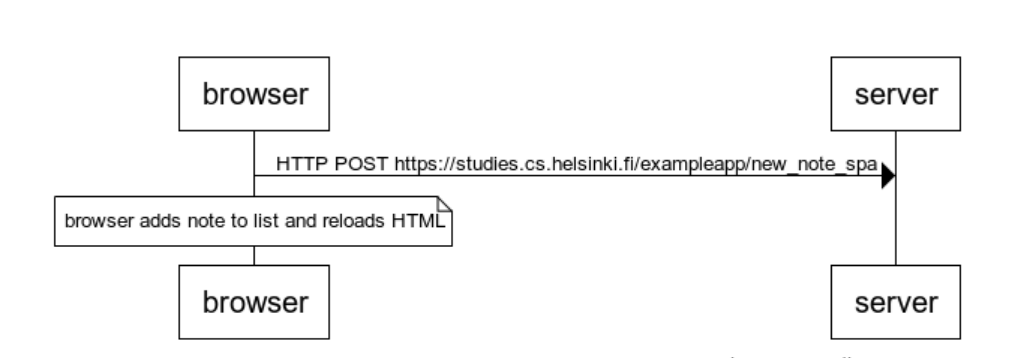 browser
server
HTTP POST https://studies.cs.helsinki.fi/exampleapp/new_note_spa
browser adds note to list and reloads HTML
browser
server